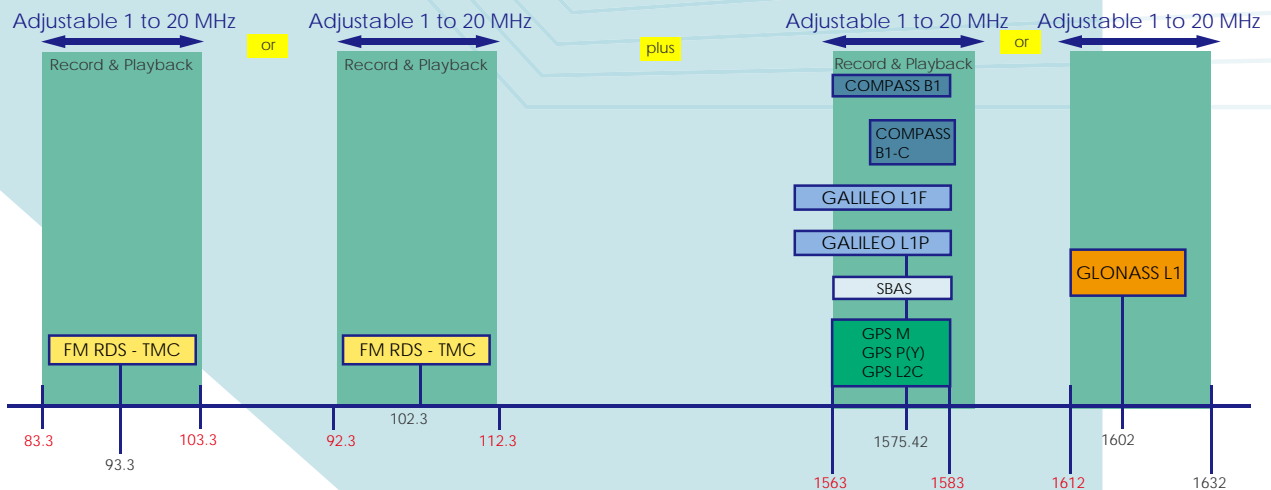 Adjustable 1 to 20 MHz
or
Adjustable 1 to 20 MHz
plus
Adjustable 1 to 20 MHz
or
Adjustable 1 to 20 MHz
Record & Playback
Record & Playback
Record & Playback
COMPASS B1
COMPASS
B1-C
GALILEO L1F
GALILEO L1P
SBAS
GLONASS L1
FM RDS - TMC
FM RDS - TMC
GPS M
GPS P(Y)
GPS L2C
83.3
93.3
103.3
92.3
102.3
112.3
1563
1575.42
1583
1612
1602
1632